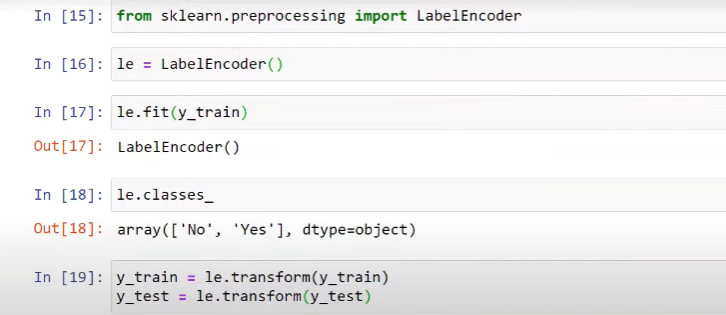 In [15]: from sklearn.preprocessing import LabelEncoder
In [16]: le = LabelEncoder()
In [17]: le.fit(y_train)
Out[17]: LabelEncoder()
In [18]: le.classes_
Out[18]: array(['No', 'Yes'], dtype=object)
In [19]: y_train = le.transform(y_train)
y_test = le.transform(y_test)